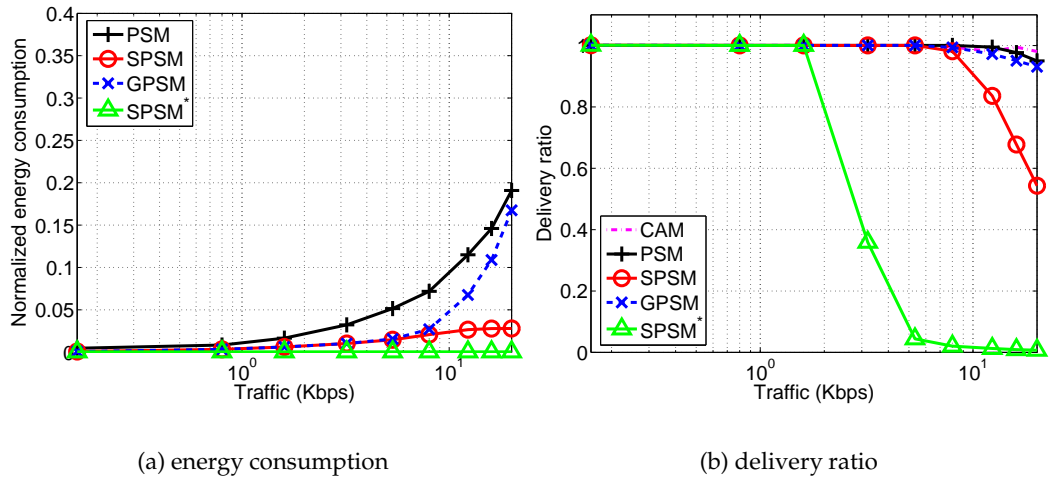 0.4
0.35
0.3
0.25
0.2
0.15
0.1
0.05
0
Normalized energy consumption
PSM
SPSM
GPSM
SPSM*
10^0
10^1
Traffic (Kbps)
(a) energy consumption
1
0.8
0.6
0.4
0.2
0
Delivery ratio
CAM
PSM
SPSM
GPSM
SPSM*
10^0
10^1
Traffic (Kbps)
(b) delivery ratio